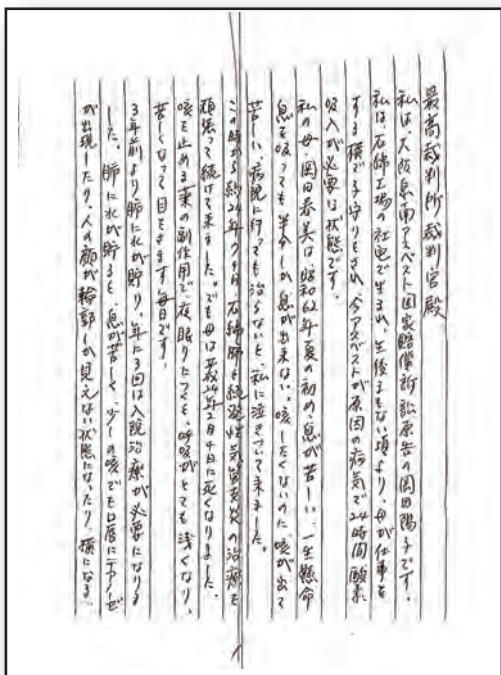 最高裁判所裁判官殿
私は、大阪泉南アスベスト国家賠償訴訟原告の岡田陽子です。
私は、石綿工場の社宅で生まれ、生後まもない頃より、母が仕事を
する横で子守りをされ、今アスベストが原因の病気で24時間酸素
吸入が必要な状態です。
私の母、岡田春美は、昭和62年夏の初め、息が苦しい、一生懸命
息を吸っても半分しか息が出来ない。咳したくないのに咳が出て
苦しい、病院に行っても治らないと私に泣きついて来ました。
この時から約24年7ヶ月、石綿肺と続発性気管支炎の治療を
頑張って続けて来ました。でも母は平成24年2月4日に死くなりました。
咳を止める薬の副作用で、夜眠りたくても、呼吸がとても浅くなり、
苦しくなって目をさます毎日です。
3年前より肺に水が貯り、年に3回は入院治療が必要になりま
した。肺に水が貯ると、息が苦しく、少しの咳でも口唇にチアノーゼ
が出現したり、人の顔が輪郭しか見えない状態になったり、横になる、